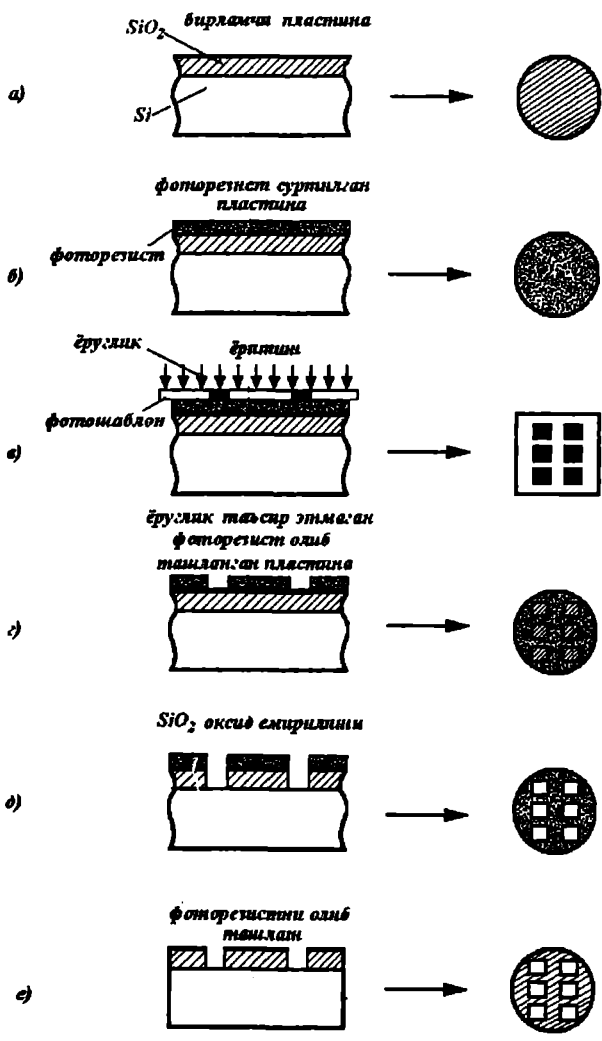 бирламчи пластина
SiO₂
а)
Si
фоторезист суртилган
пластина
фоторезист
б)
ёруғлик
ёритиш
фотошаблон
в)
ёруғлик таъсир этмаган
фоторезист олиб
ташланган пластина
г)
SiO₂ оксид емирилиши
д)
фоторезистни олиб
ташлаш
е)